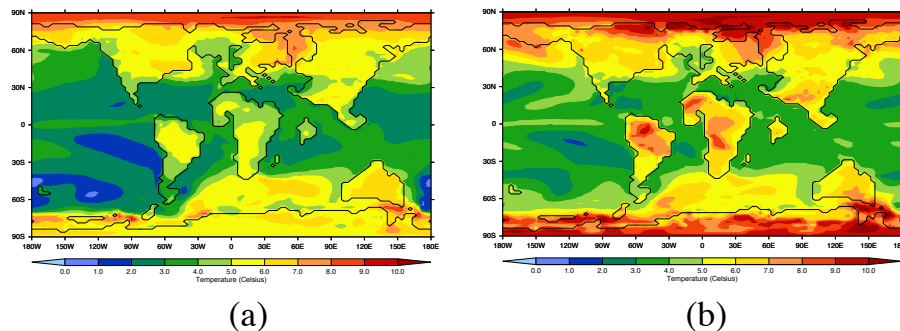 90N
60N
30N
0
30S
60S
90S
180W 150W 120W 90W 60W 30W 0 30E 60E 90E 120E 150E 180E
0.0 1.0 2.0 3.0 4.0 5.0 6.0 7.0 8.0 9.0 10.0
Temperature (Celsius)
(a)
90N
60N
30N
0
30S
60S
90S
180W 150W 120W 90W 60W 30W 0 30E 60E 90E 120E 150E 180
0.0 1.0 2.0 3.0 4.0 5.0 6.0 7.0 8.0 9.0 10.0
Temperature (Celsius)
(b)